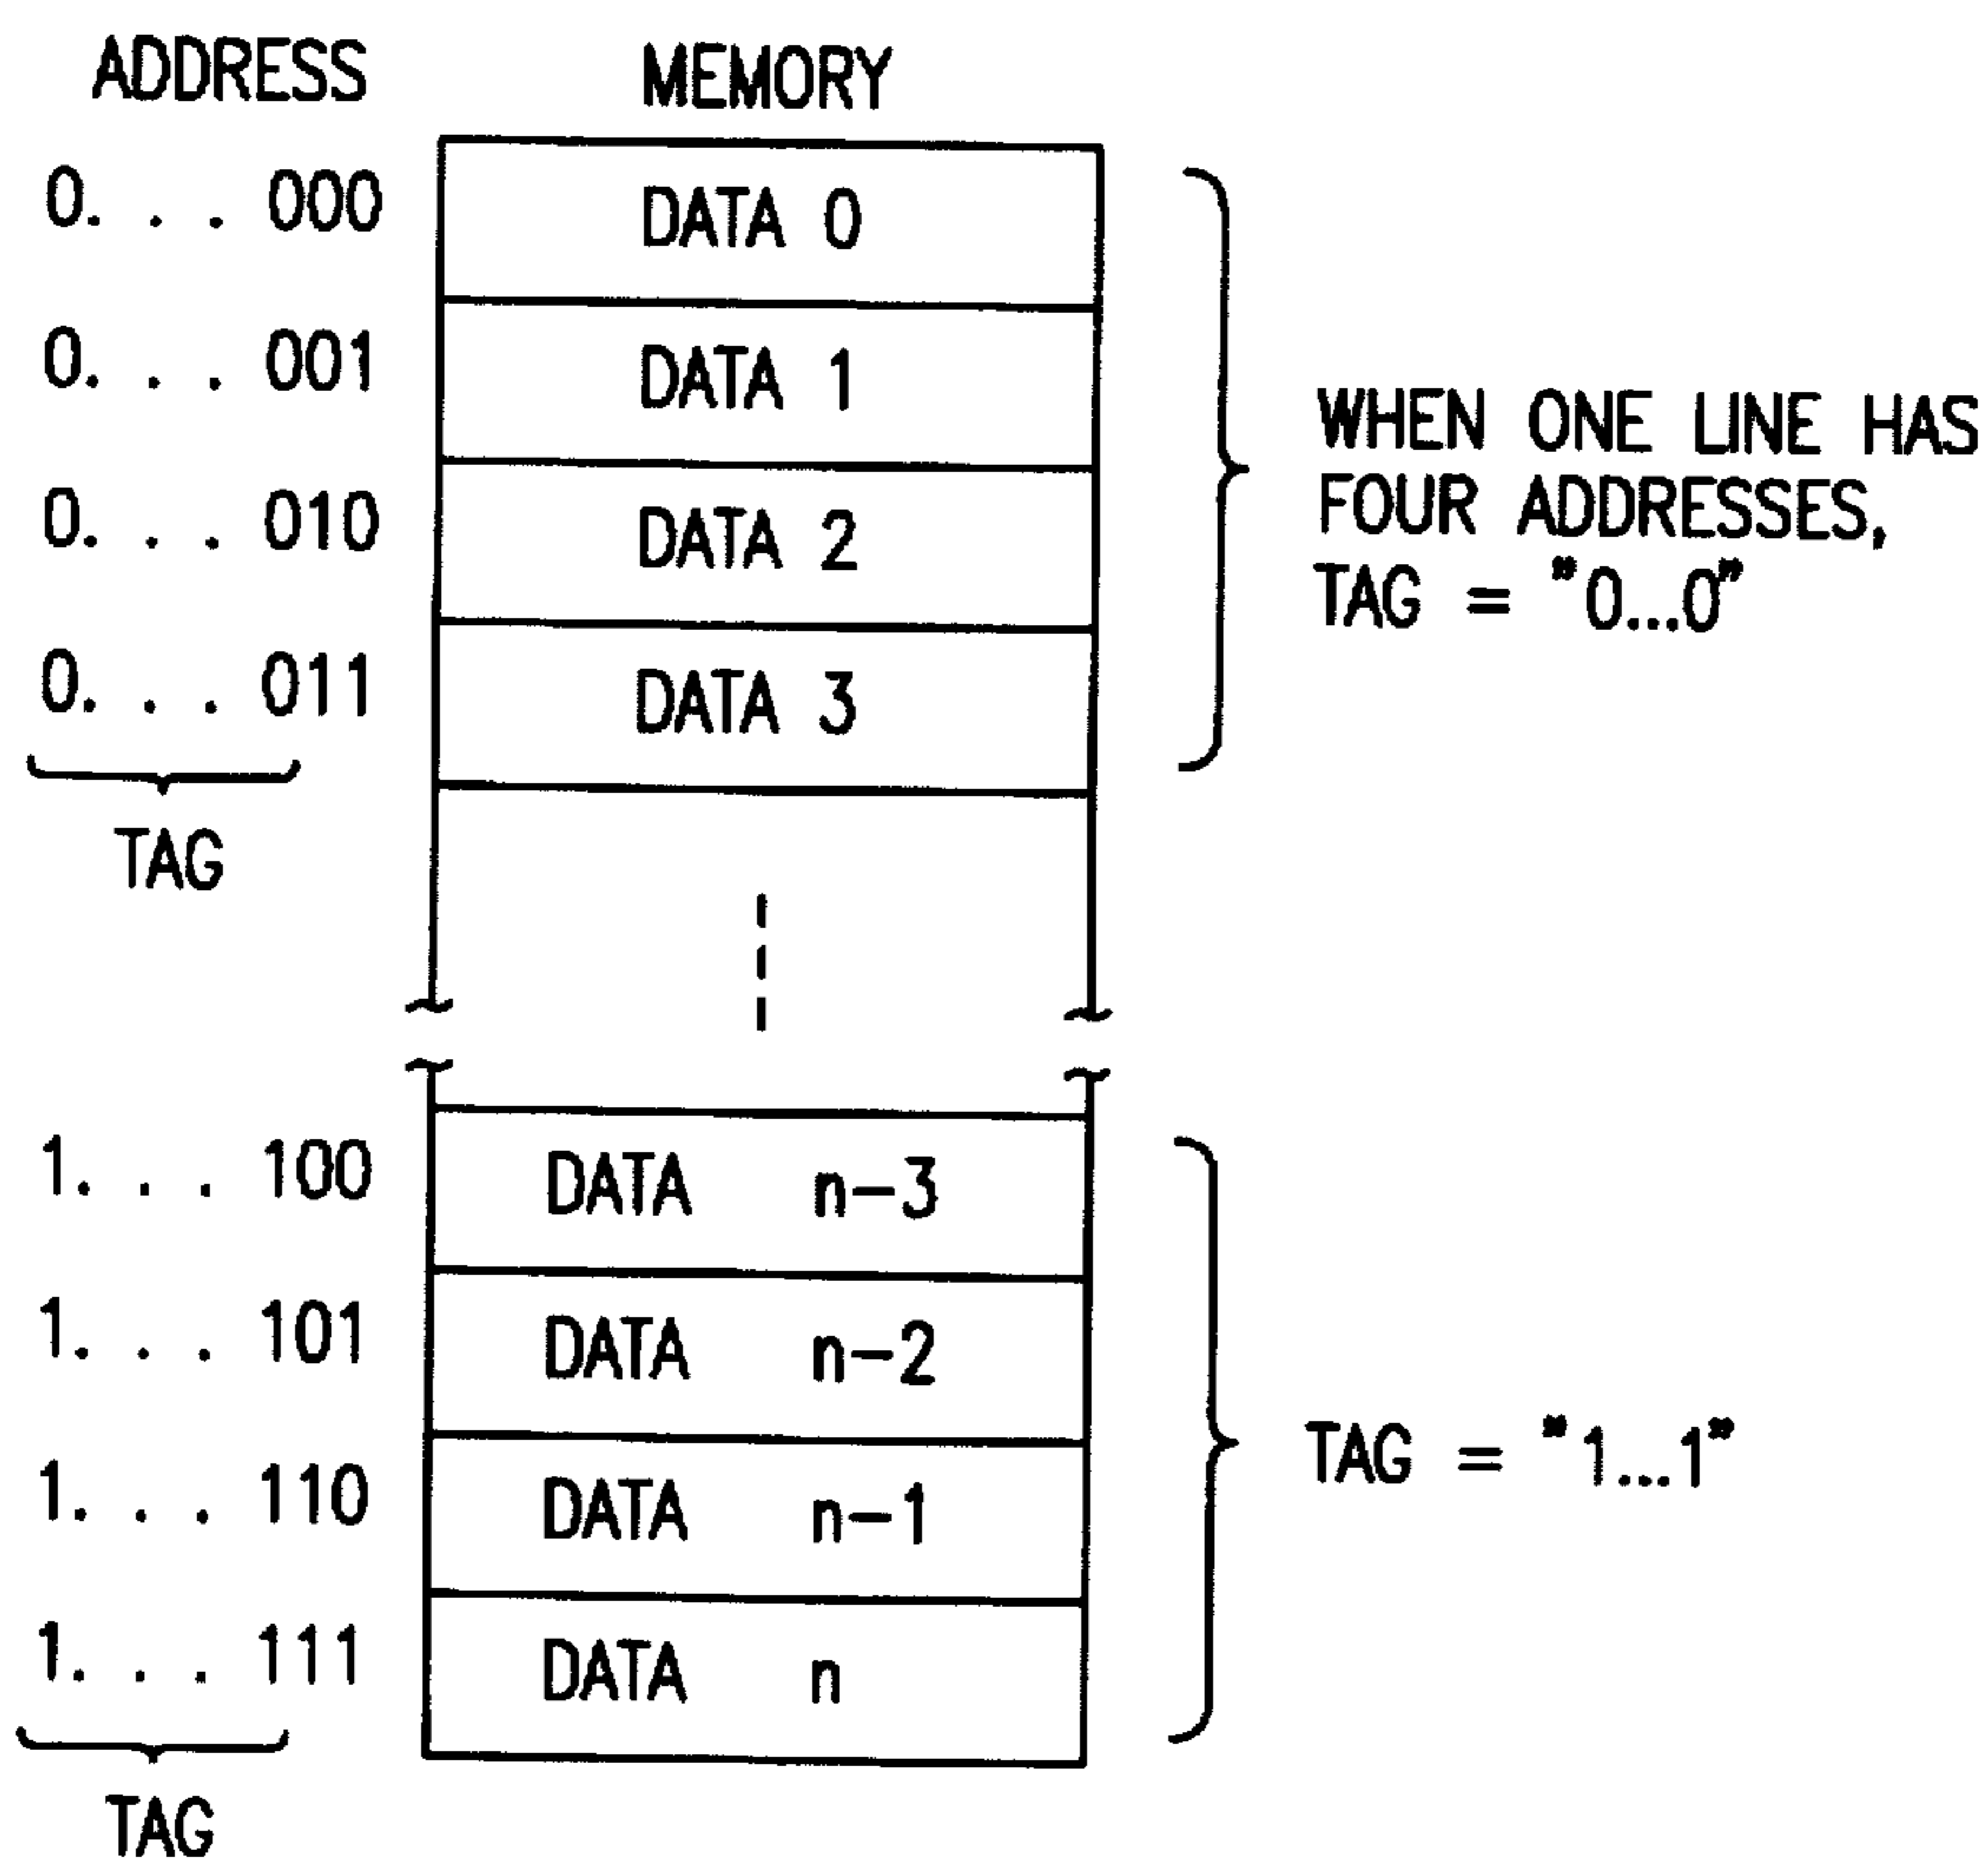 ADDRESS MEMORY
0. . . 000 DATA 0
0. . . 001 DATA 1
WHEN ONE LINE HAS
FOUR ADDRESSES,
TAG = "0...0"
0. . . 010 DATA 2
0. . . 011 DATA 3
TAG
1. . . 100 DATA n-3
1. . . 101 DATA n-2
TAG = "1...1"
1. . . 110 DATA n-1
1. . . 111 DATA n
TAG